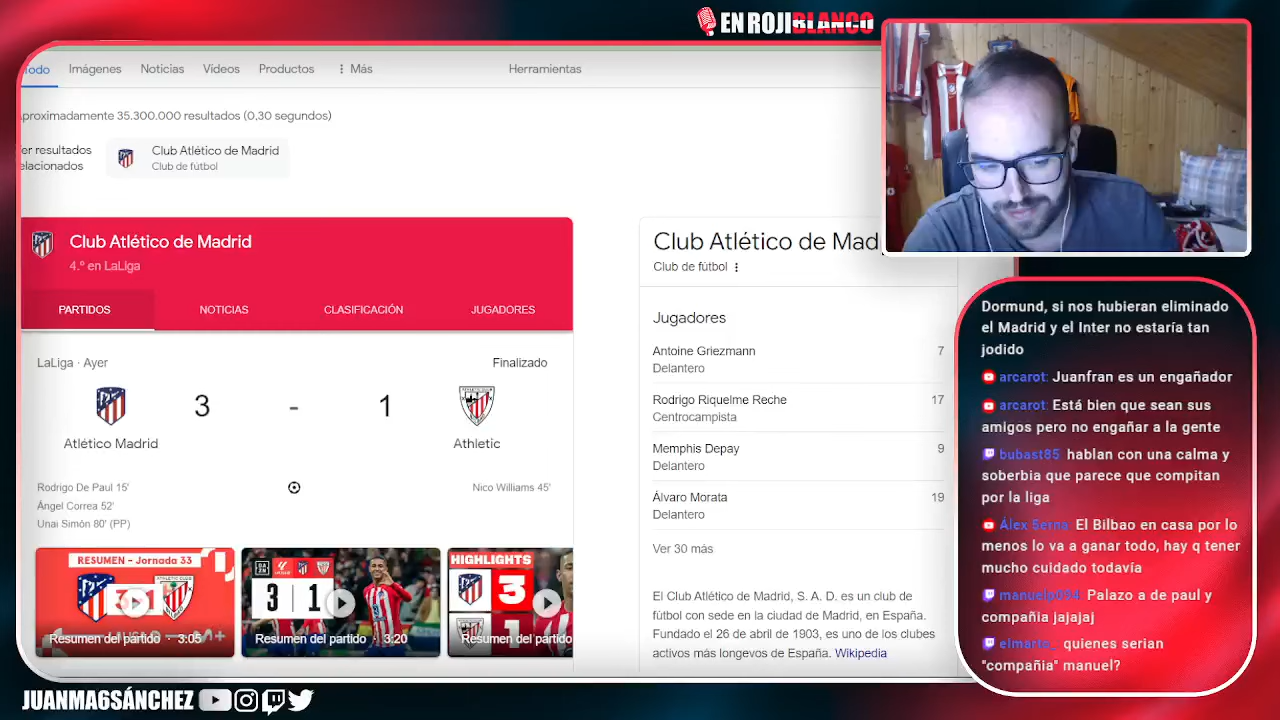 EN ROJIBLANCO
Todo Imágenes Noticias Vídeos Productos Más Herramientas
Aproximadamente 35.300.000 resultados (0,30 segundos)
Ver resultados
relacionados
Club Atlético de Madrid
Club de fútbol
Club Atlético de Madrid
4.º en LaLiga
PARTIDOS NOTICIAS CLASIFICACIÓN JUGADORES
LaLiga · Ayer Finalizado
3 - 1
Atlético Madrid Athletic
Rodrigo De Paul 15' Nico Williams 45'
Ángel Correa 52'
Unai Simón 80' (PP)
RESUMEN - Jornada 33
3 1
Resumen del partido · 3:05
DAZN
3 1
Resumen del partido · 3:20
HIGHLIGHTS
3
1
Resumen del partido
Club Atlético de Mad
Club de fútbol
Jugadores
Antoine Griezmann 7
Delantero
Rodrigo Riquelme Reche 17
Centrocampista
Memphis Depay 9
Delantero
Álvaro Morata 19
Delantero
Ver 30 más
El Club Atlético de Madrid, S. A. D. es un club de
fútbol con sede en la ciudad de Madrid, en España.
Fundado el 26 de abril de 1903, es uno de los clubes
activos más longevos de España. Wikipedia
Dormund, si nos hubieran eliminado
el Madrid y el Inter no estaría tan
jodido
arcarot: Juanfran es un engañador
arcarot: Está bien que sean sus
amigos pero no engañar a la gente
bubast85 hablan con una calma y
soberbia que parece que compitan
por la liga
Álex Serna: El Bilbao en casa por lo
menos lo va a ganar todo, hay q tener
mucho cuidado todavía
manuelp094 Palazo a de paul y
compañia jajajaj
elmarto_ quienes serian
"compañia" manuel?
JUANMA6SÁNCHEZ